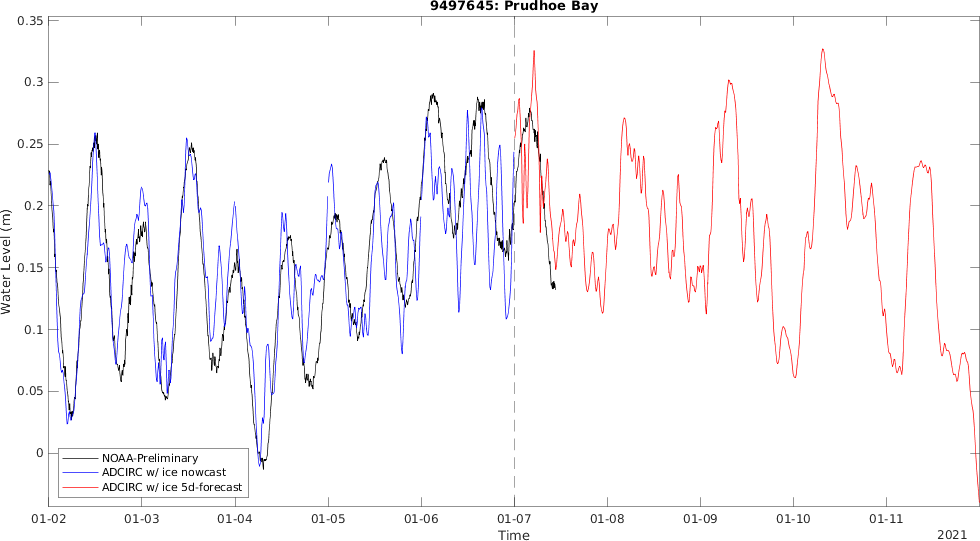 9497645: Prudhoe Bay
0.35
0.3
0.25
0.2
0.15
0.1
0.05
0
Water Level (m)
NOAA-Preliminary
ADCIRC w/ ice nowcast
ADCIRC w/ ice 5d-forecast
01-02 01-03 01-04 01-05 01-06 01-07 01-08 01-09 01-10 01-11
Time
2021